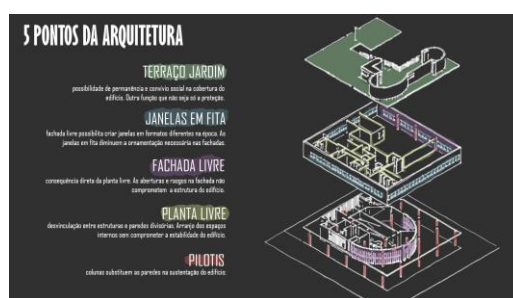 5 PONTOS DA ARQUITETURA
TERRAÇO JARDIM
possibilidade de permanência e convívio social na cobertura do
edifício. Outra função que não seja só a proteção.
JANELAS EM FITA
fachada livre possibilita criar janelas em formatos diferentes na época. As
janelas em fita diminuem a ornamentação necessária nas fachadas.
FACHADA LIVRE
consequência direta da planta livre. As aberturas e rasgos na fachada não
comprometem a estrutura do edifício.
PLANTA LIVRE
desvinculação entre estruturas e paredes divisórias. Arranjo dos espaços
internos sem comprometer a estabilidade do edifício.
PILOTIS
colunas substituem as paredes na sustentação do edifício